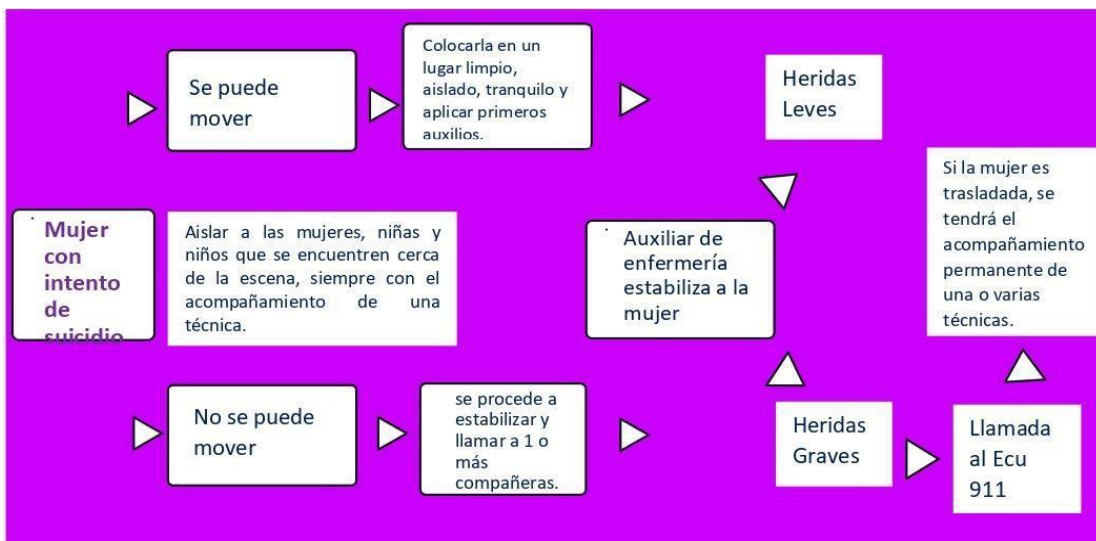 Se puede
mover
Colocarla en un
lugar limpio,
aislado, tranquilo y
aplicar primeros
auxilios.
Heridas
Leves
Mujer
con
intento
de
suicidio
Aislar a las mujeres, niñas y
niños que se encuentren cerca
de la escena, siempre con el
acompañamiento de una
técnica.
Auxiliar de
enfermería
estabiliza a la
mujer
Si la mujer es
trasladada, se
tendrá el
acompañamiento
permanente de
una o varias
técnicas.
No se puede
mover
se procede a
estabilizar y
llamar a 1 o
más
compañeras.
Heridas
Graves
Llamada
al Ecu
911